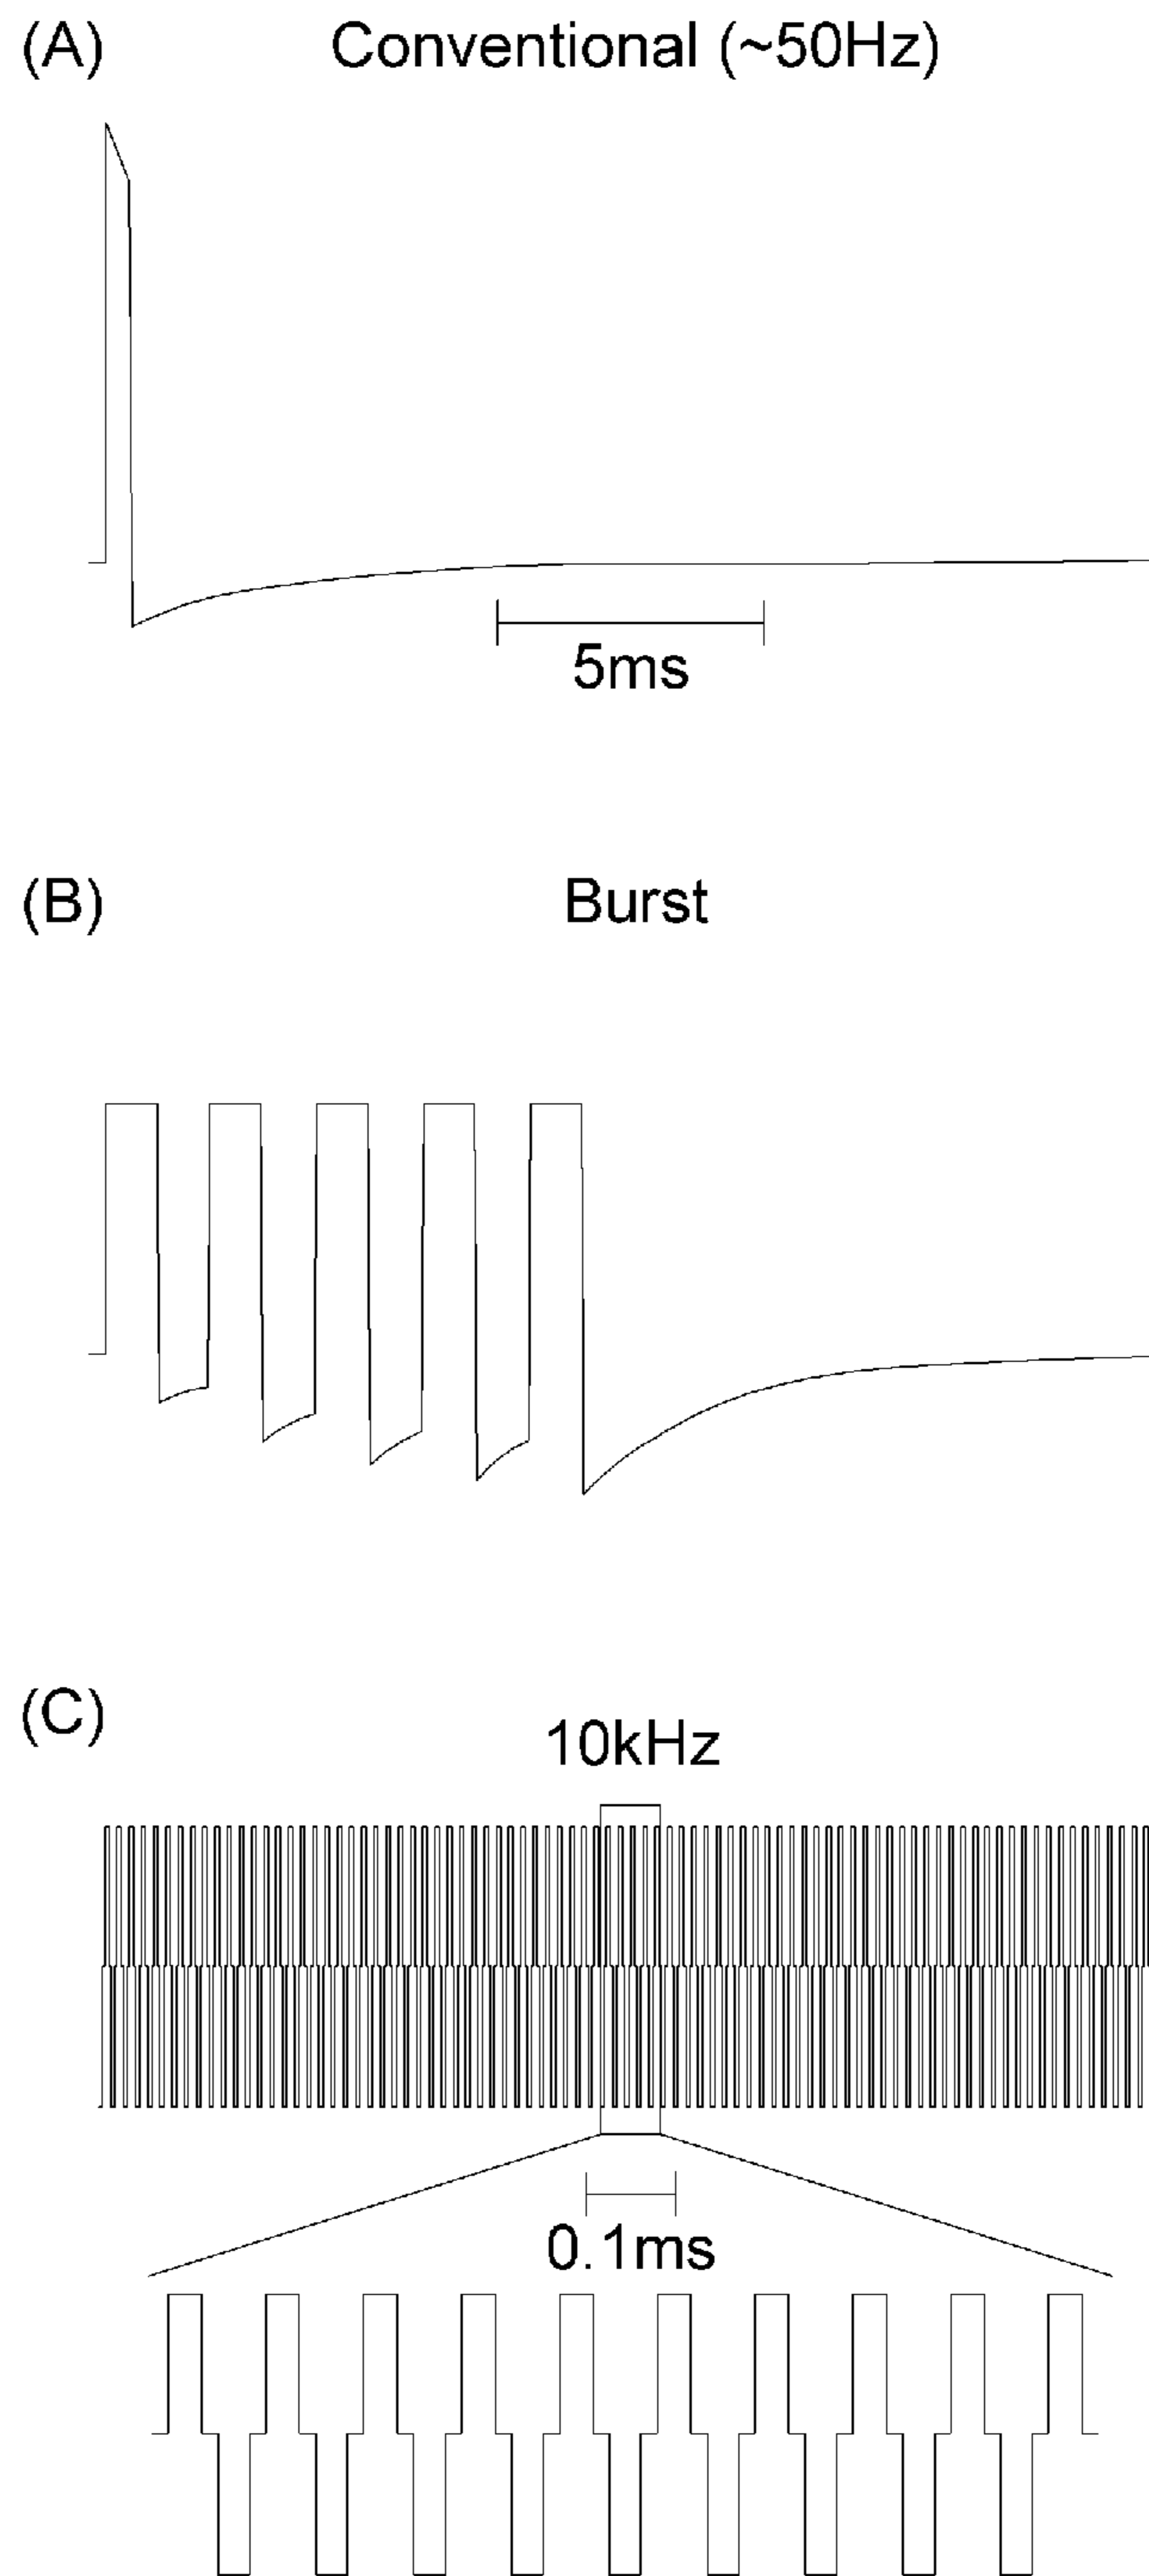 (A) Conventional (~50Hz)
5ms
(B) Burst
(C)
10kHz
0.1ms